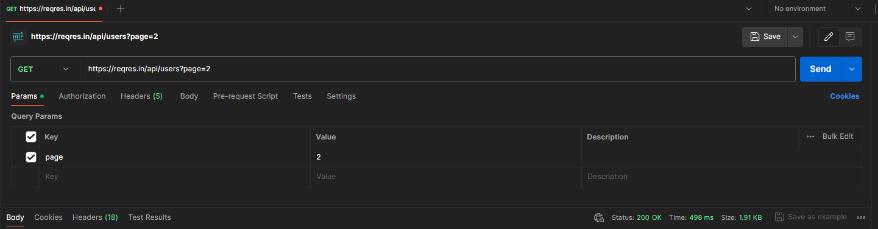 GET https://reqres.in/api/use
No environment
HTTP https://reqres.in/api/users?page=2
Save
GET https://reqres.in/api/users?page=2
Send
Params Authorization Headers (5) Body Pre-request Script Tests Settings Cookies
Query Params
Key Value Description Bulk Edit
page 2
Key Value Description
Body Cookies Headers (18) Test Results Status: 200 OK Time: 498 ms Size: 1.91 KB Save as example